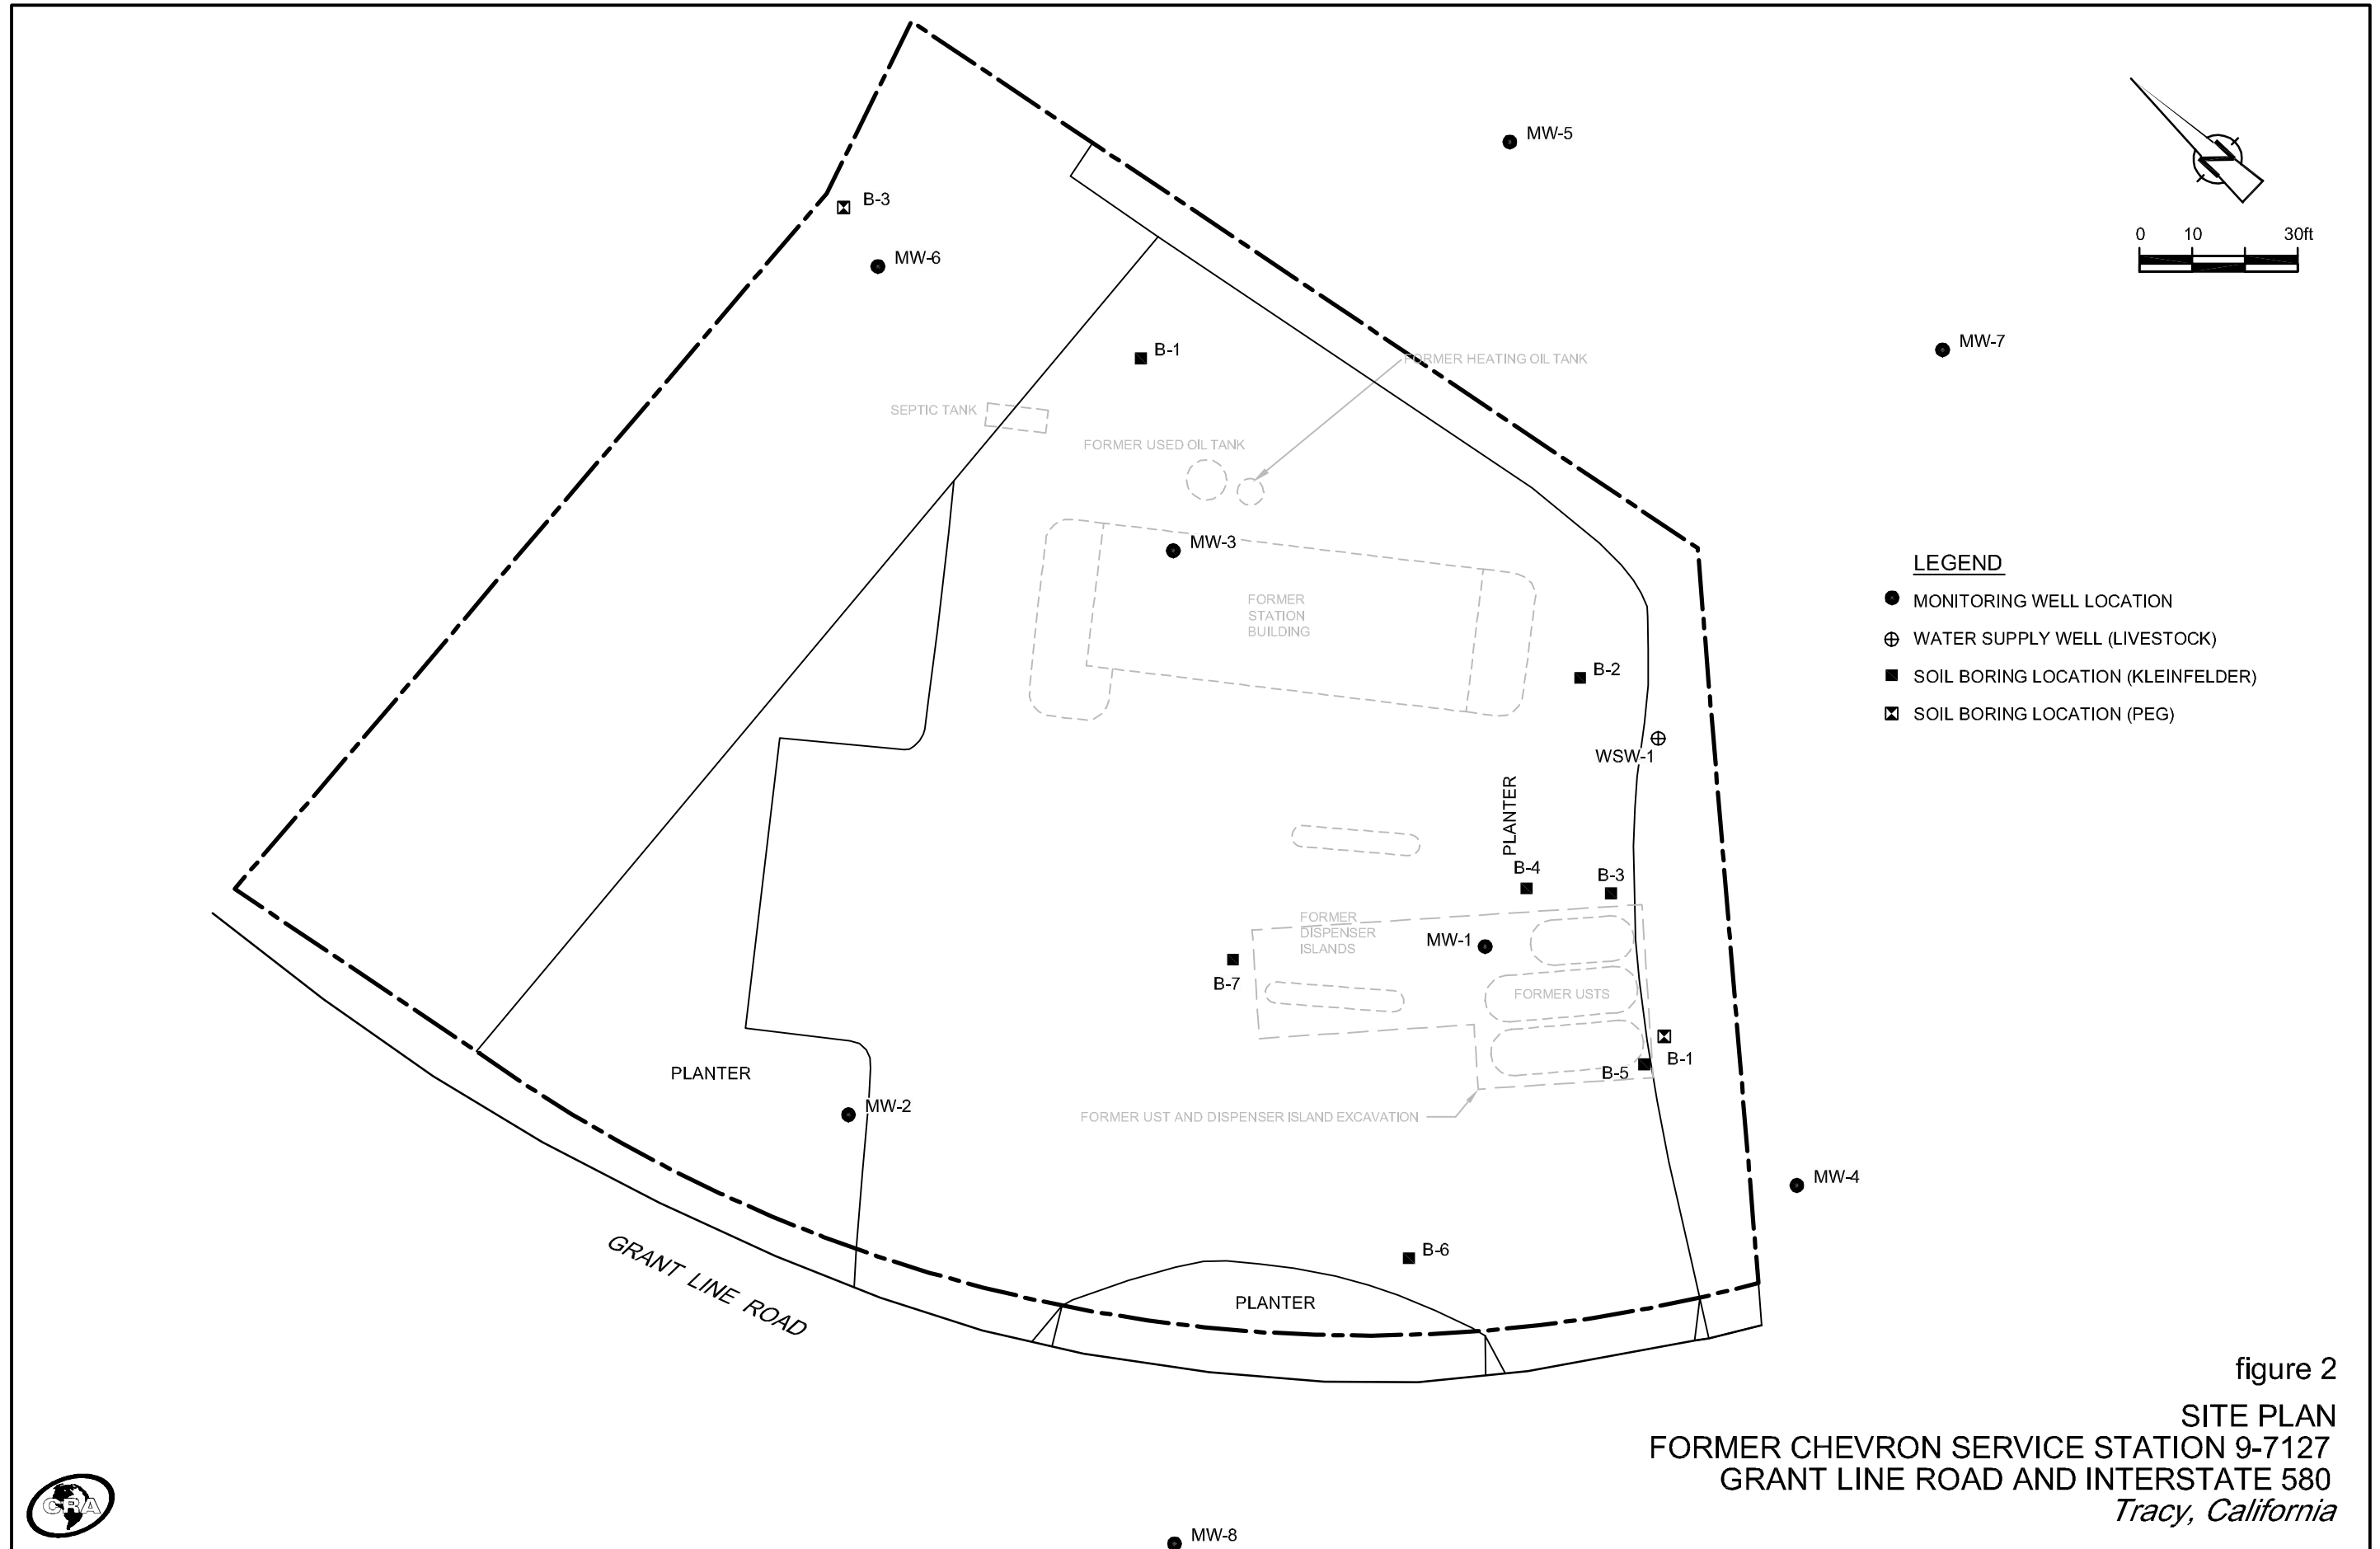 MW-5
B-3
MW-6
N
0 10 30ft
MW-7
B-1
FORMER HEATING OIL TANK
SEPTIC TANK
FORMER USED OIL TANK
MW-3
FORMER
STATION
BUILDING
LEGEND
MONITORING WELL LOCATION
WATER SUPPLY WELL (LIVESTOCK)
SOIL BORING LOCATION (KLEINFELDER)
SOIL BORING LOCATION (PEG)
B-2
WSW-1
PLANTER
B-4
B-3
FORMER
DISPENSER
ISLANDS
MW-1
B-7
FORMER USTS
B-1
B-5
PLANTER
MW-2
FORMER UST AND DISPENSER ISLAND EXCAVATION
MW-4
GRANT LINE ROAD
B-6
PLANTER
figure 2
SITE PLAN
FORMER CHEVRON SERVICE STATION 9-7127
GRANT LINE ROAD AND INTERSTATE 580
Tracy, California
CRA
MW-8